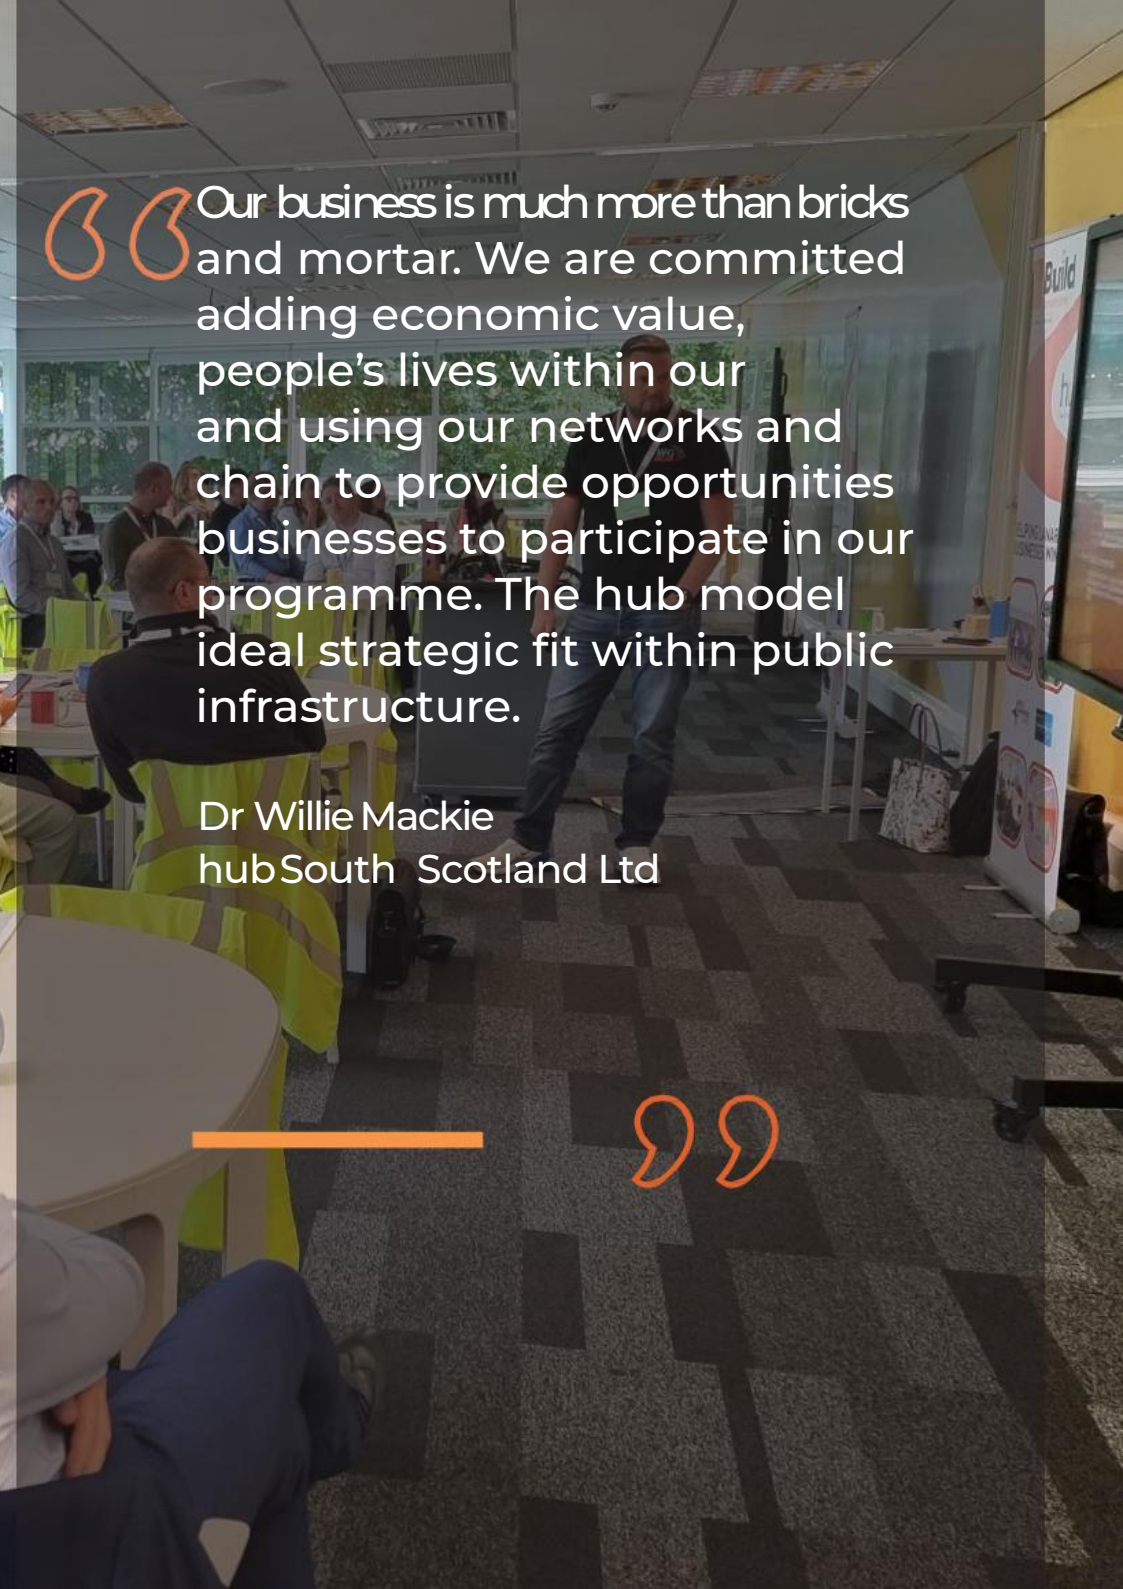 Our business is much more than bricks
and mortar. We are committed
adding economic value,
people’s lives within our
and using our networks and
chain to provide opportunities
businesses to participate in our
programme. The hub model
ideal strategic fit within public
infrastructure.
Dr Willie Mackie
hub South Scotland Ltd
Build